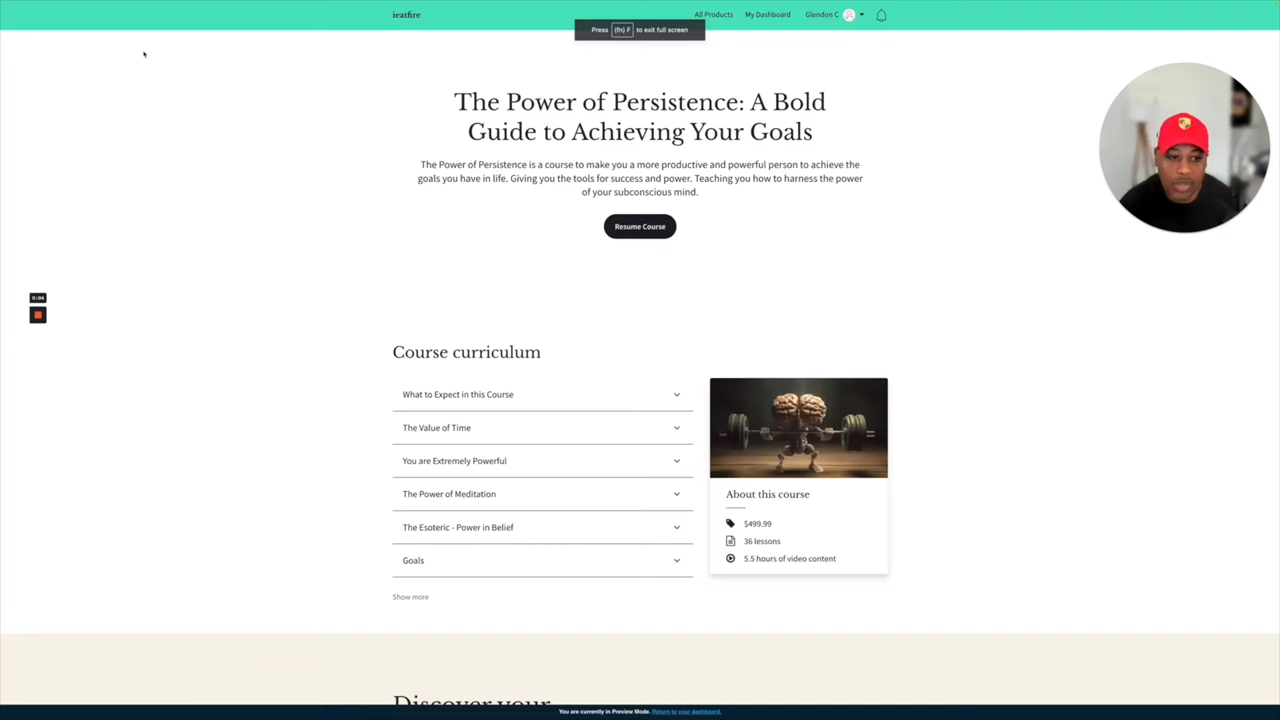 ieatfire
All Products
My Dashboard
Glendon C
Press (fn) F to exit full screen
The Power of Persistence: A Bold
Guide to Achieving Your Goals
The Power of Persistence is a course to make you a more productive and powerful person to achieve the
goals you have in life. Giving you the tools for success and power. Teaching you how to harness the power
of your subconscious mind.
Resume Course
0:04
Course curriculum
What to Expect in this Course
The Value of Time
You are Extremely Powerful
The Power of Meditation
The Esoteric - Power in Belief
Goals
Show more
About this course
$499.99
36 lessons
5.5 hours of video content
Discover your
You are currently in Preview Mode. Return to your dashboard.